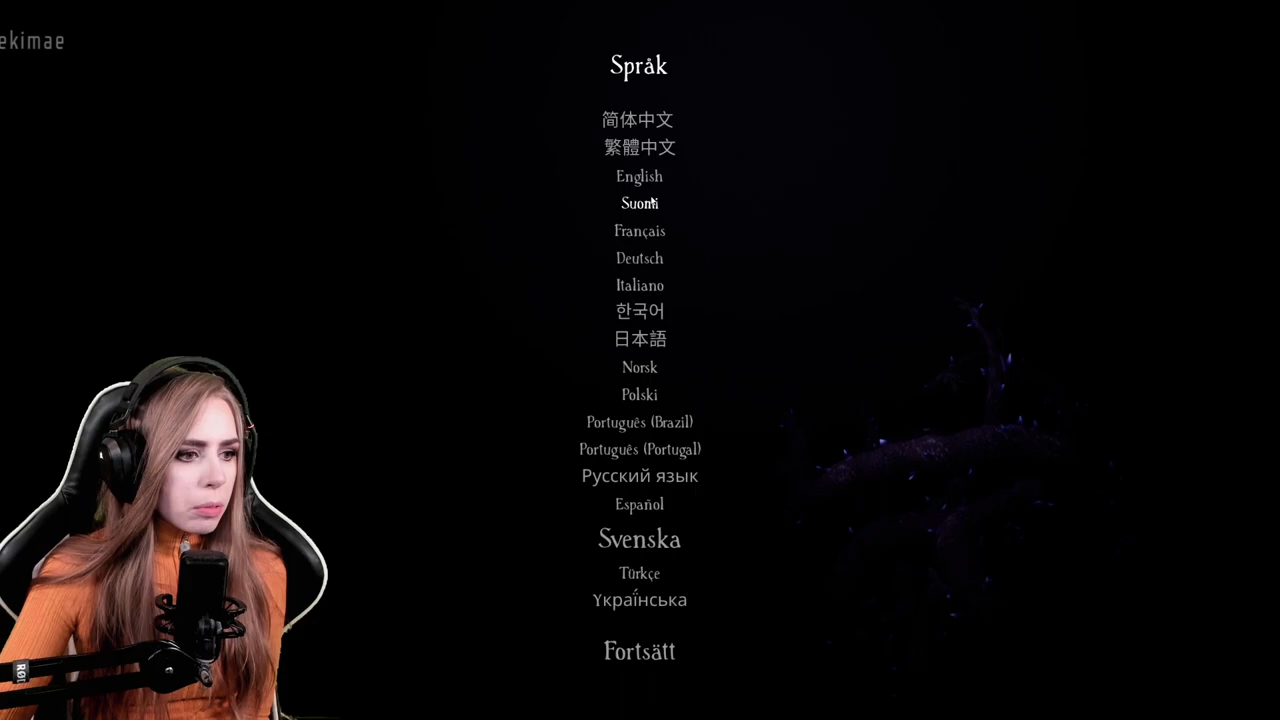 ekimae
Språk
简体中文
繁體中文
English
Suomi
Français
Deutsch
Italiano
한국어
日本語
Norsk
Polski
Português (Brazil)
Português (Portugal)
Русский язык
Español
Svenska
Türkçe
Українська
Fortsätt
RØ